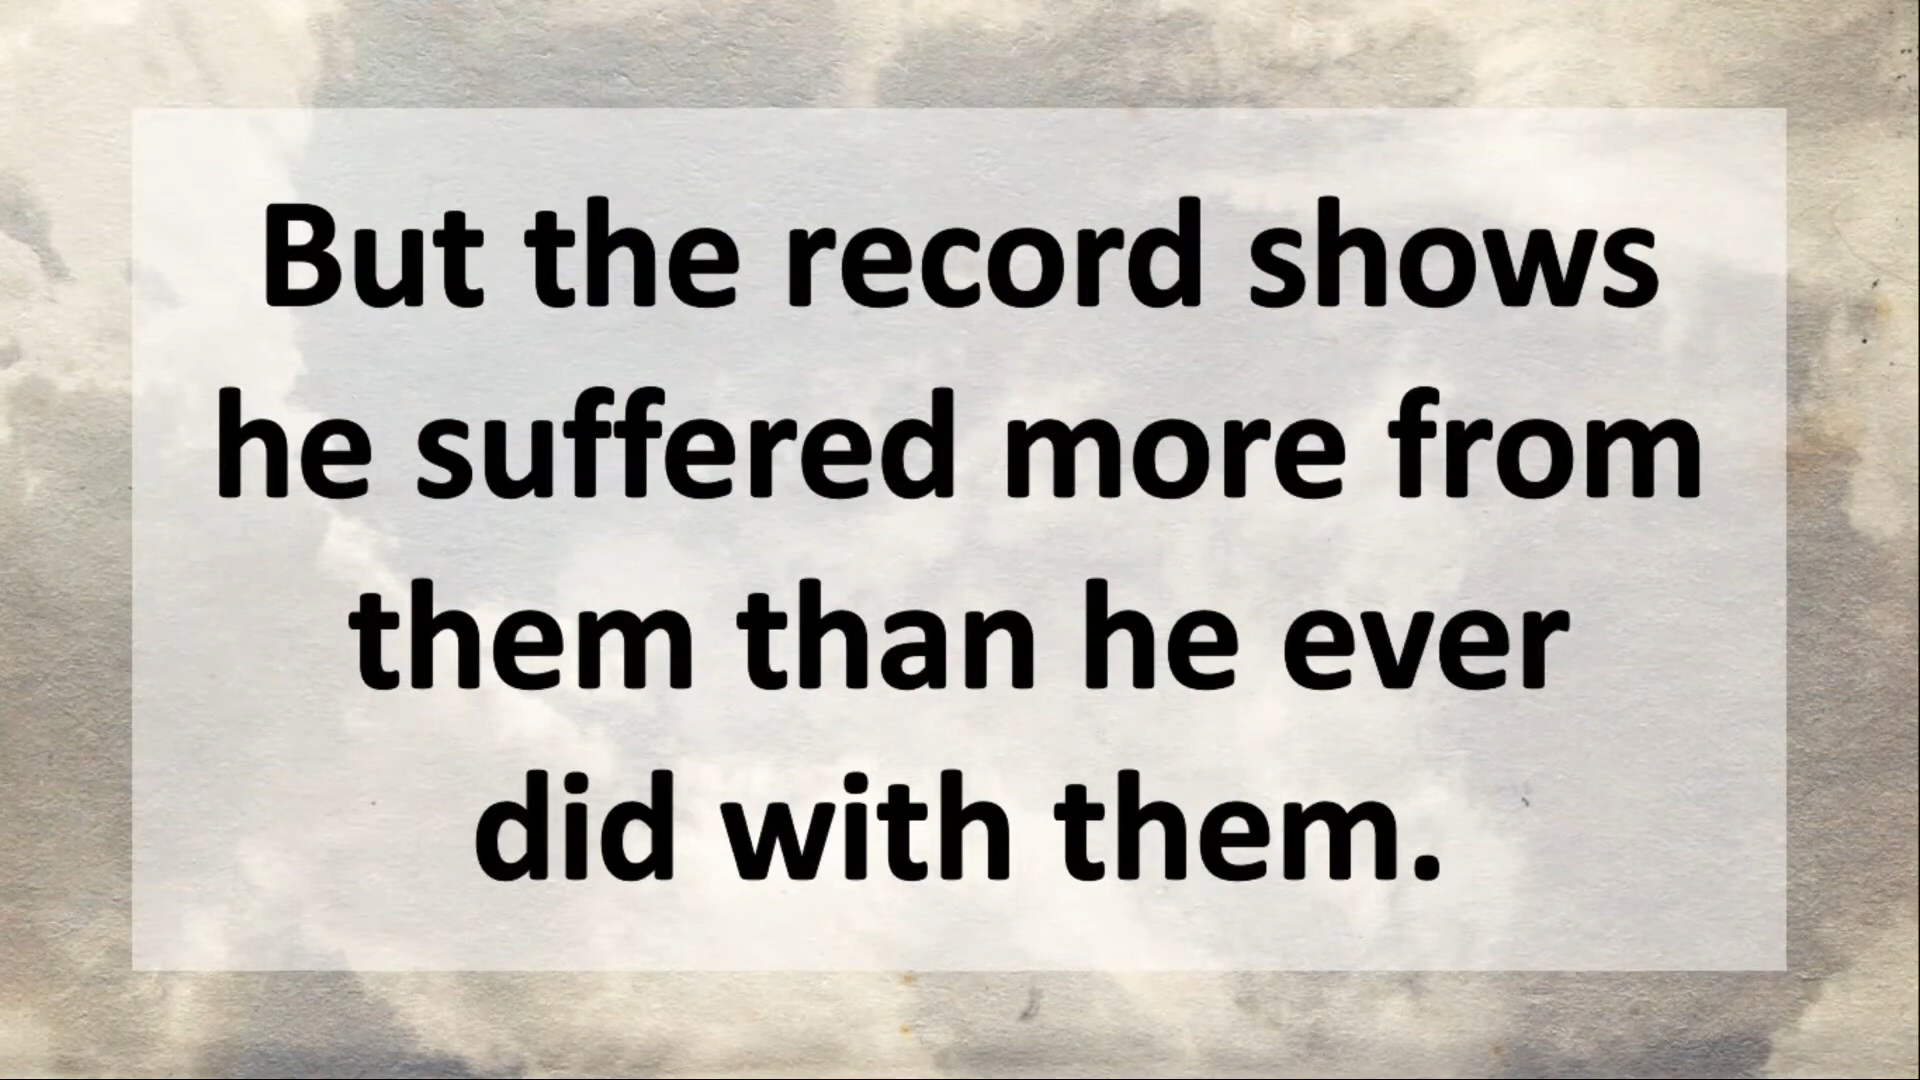 But the record shows
he suffered more from
them than he ever
did with them.